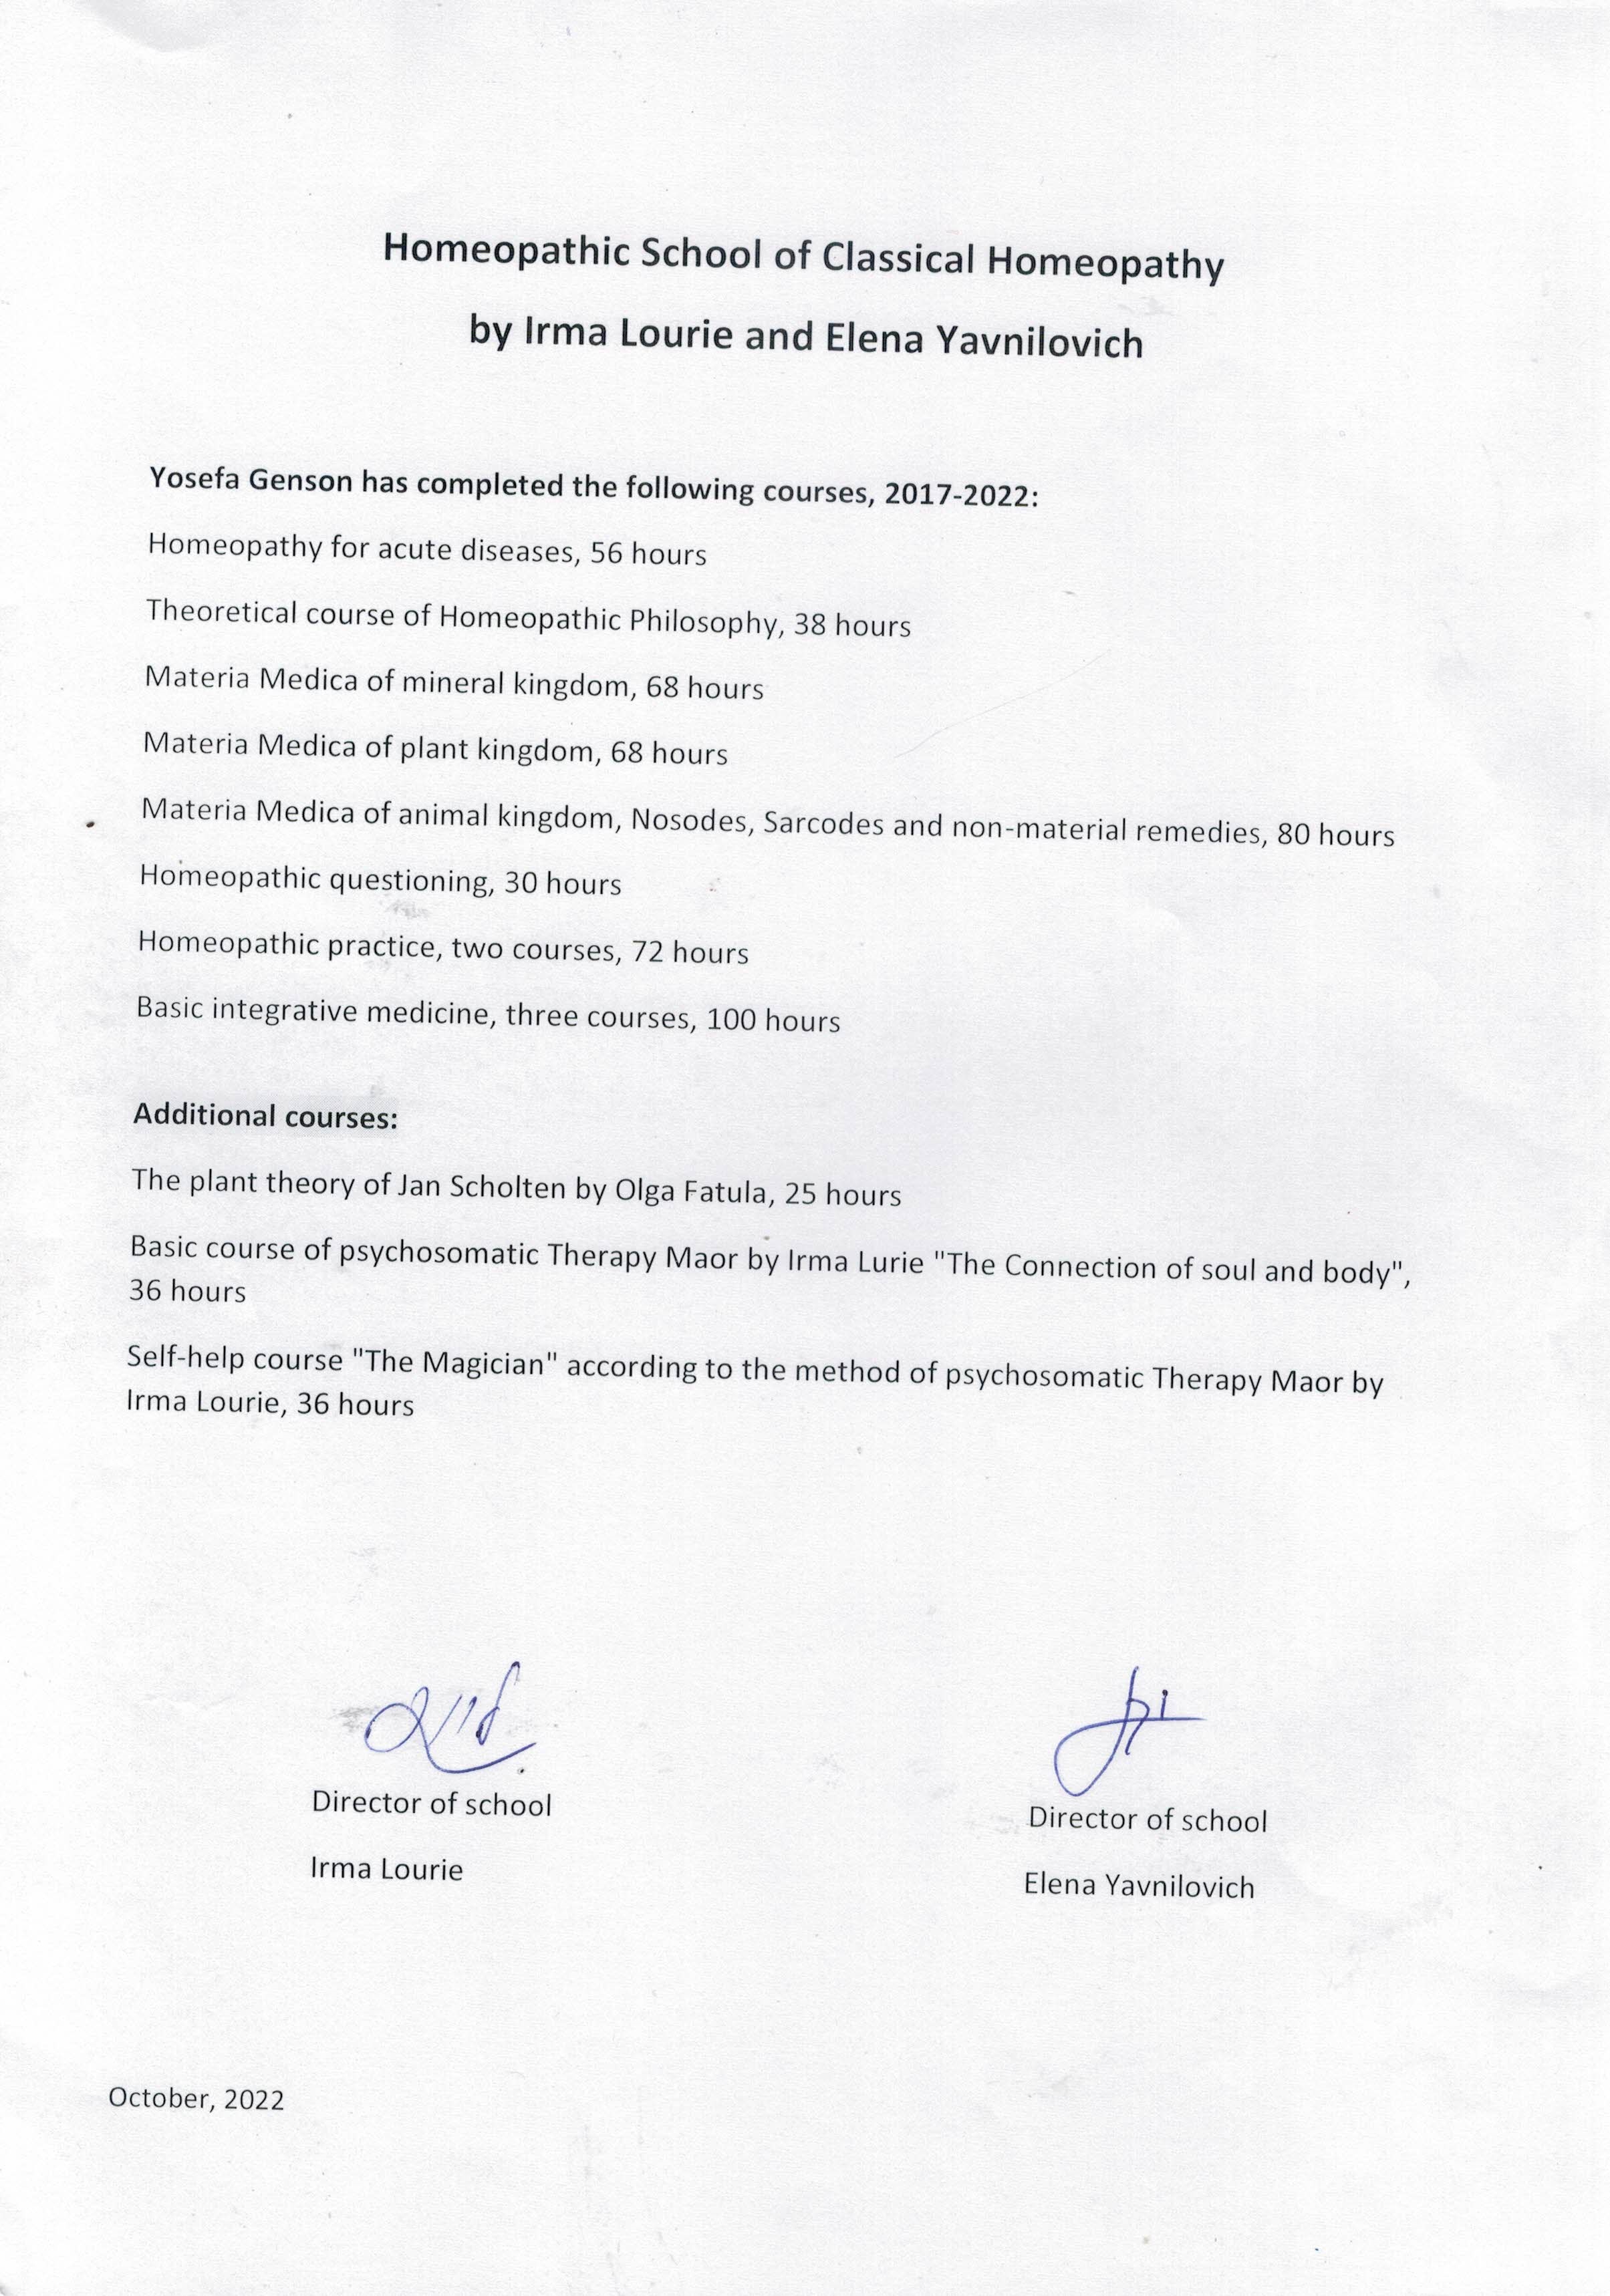 Homeopathic School of Classical Homeopathy
by Irma Lourie and Elena Yavnilovich
Yosefa Genson has completed the following courses, 2017-2022:
Homeopathy for acute diseases, 56 hours
Theoretical course of Homeopathic Philosophy, 38 hours
Materia Medica of mineral kingdom, 68 hours
Materia Medica of plant kingdom, 68 hours
Materia Medica of animal kingdom, Nosodes, Sarcodes and non-material remedies, 80 hours
Homeopathic questioning, 30 hours
Homeopathic practice, two courses, 72 hours
Basic integrative medicine, three courses, 100 hours
Additional courses:
The plant theory of Jan Scholten by Olga Fatula, 25 hours
Basic course of psychosomatic Therapy Maor by Irma Lurie "The Connection of soul and body",
36 hours
Self-help course "The Magician" according to the method of psychosomatic Therapy Maor by
Irma Lourie, 36 hours
Director of school
Director of school
Irma Lourie
Elena Yavnilovich
October, 2022